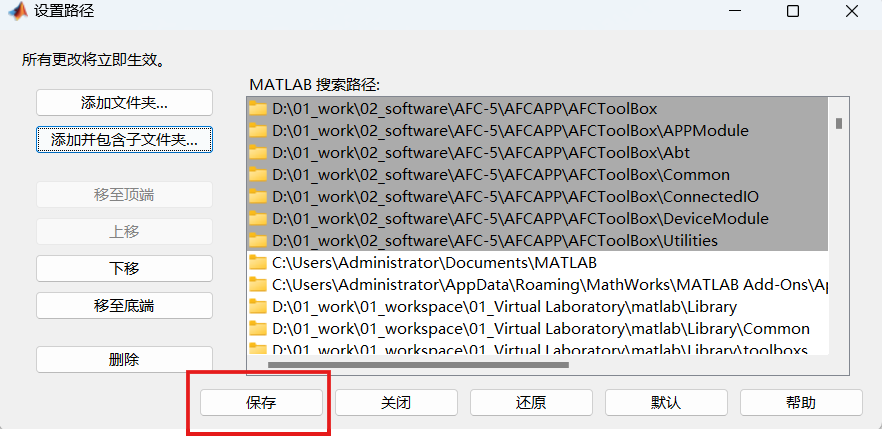 设置路径
所有更改将立即生效。
添加文件夹...
添加并包含子文件夹...
移至顶端
上移
下移
移至底端
删除
MATLAB 搜索路径:
D:\01_work\02_software\AFC-5\AFCAPP\AFCToolBox
D:\01_work\02_software\AFC-5\AFCAPP\AFCToolBox\APPModule
D:\01_work\02_software\AFC-5\AFCAPP\AFCToolBox\Abt
D:\01_work\02_software\AFC-5\AFCAPP\AFCToolBox\Common
D:\01_work\02_software\AFC-5\AFCAPP\AFCToolBox\ConnectedIO
D:\01_work\02_software\AFC-5\AFCAPP\AFCToolBox\DeviceModule
D:\01_work\02_software\AFC-5\AFCAPP\AFCToolBox\Utilities
C:\Users\Administrator\Documents\MATLAB
C:\Users\Administrator\AppData\Roaming\MathWorks\MATLAB Add-Ons\Ap
D:\01_work\01_workspace\01_Virtual Laboratory\matlab\Library
D:\01_work\01_workspace\01_Virtual Laboratory\matlab\Library\Common
D:\01_work\01_workspace\01_Virtual Laboratory\matlab\Library\toolboxs
保存 关闭 还原 默认 帮助